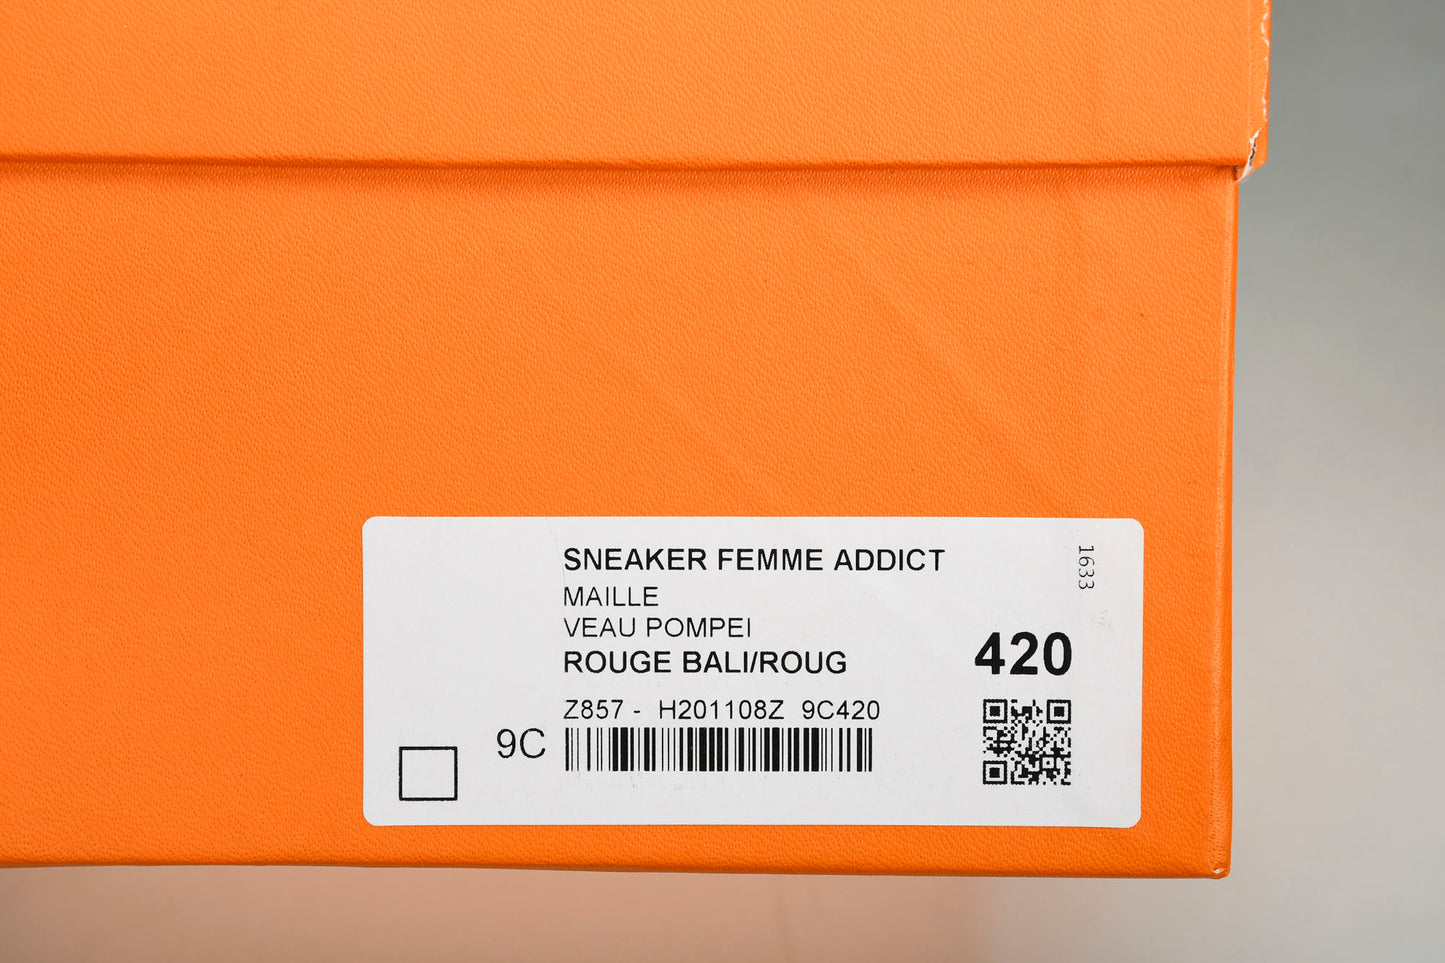 SNEAKER FEMME ADDICT
MAILLE
VEAU POMPEI
ROUGE BALI/ROUG
Z857 - H201108Z 9C420
9C
420
1633